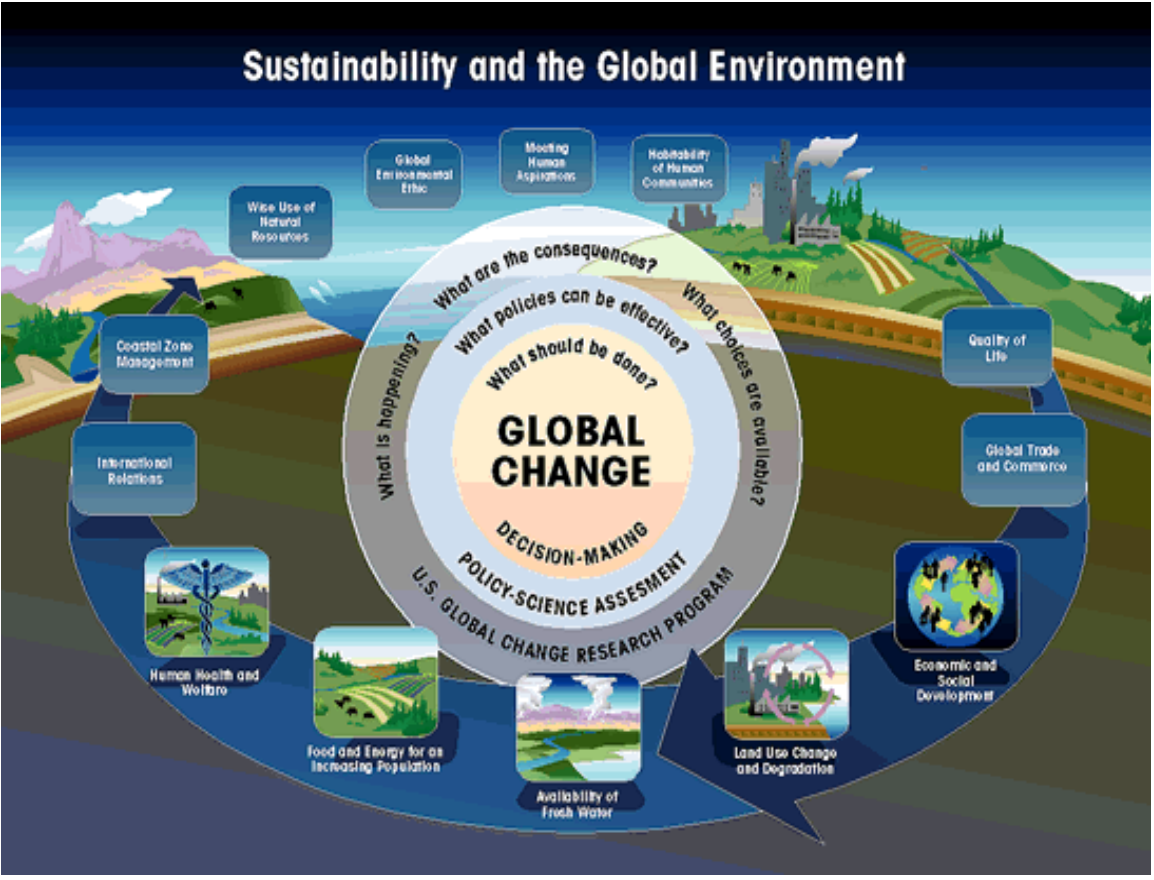 Sustainability and the Global Environment
Global
Environmental
Ethic
Meeting
Human
Aspirations
Habitability
of Human
Communities
Wise Use of
Natural
Resources
What are the consequences?
What is happening?
What choices are available?
What policies can be effective?
What should be done?
GLOBAL
CHANGE
DECISION-MAKING
POLICY-SCIENCE ASSESMENT
U.S. GLOBAL CHANGE RESEARCH PROGRAM
Coastal Zone
Management
Quality of
Life
International
Relations
Global Trade
and Commerce
Human Health and
Welfare
Food and Energy for an
Increasing Population
Availability of
Fresh Water
Land Use Change
and Degradation
Economic and
Social
Development